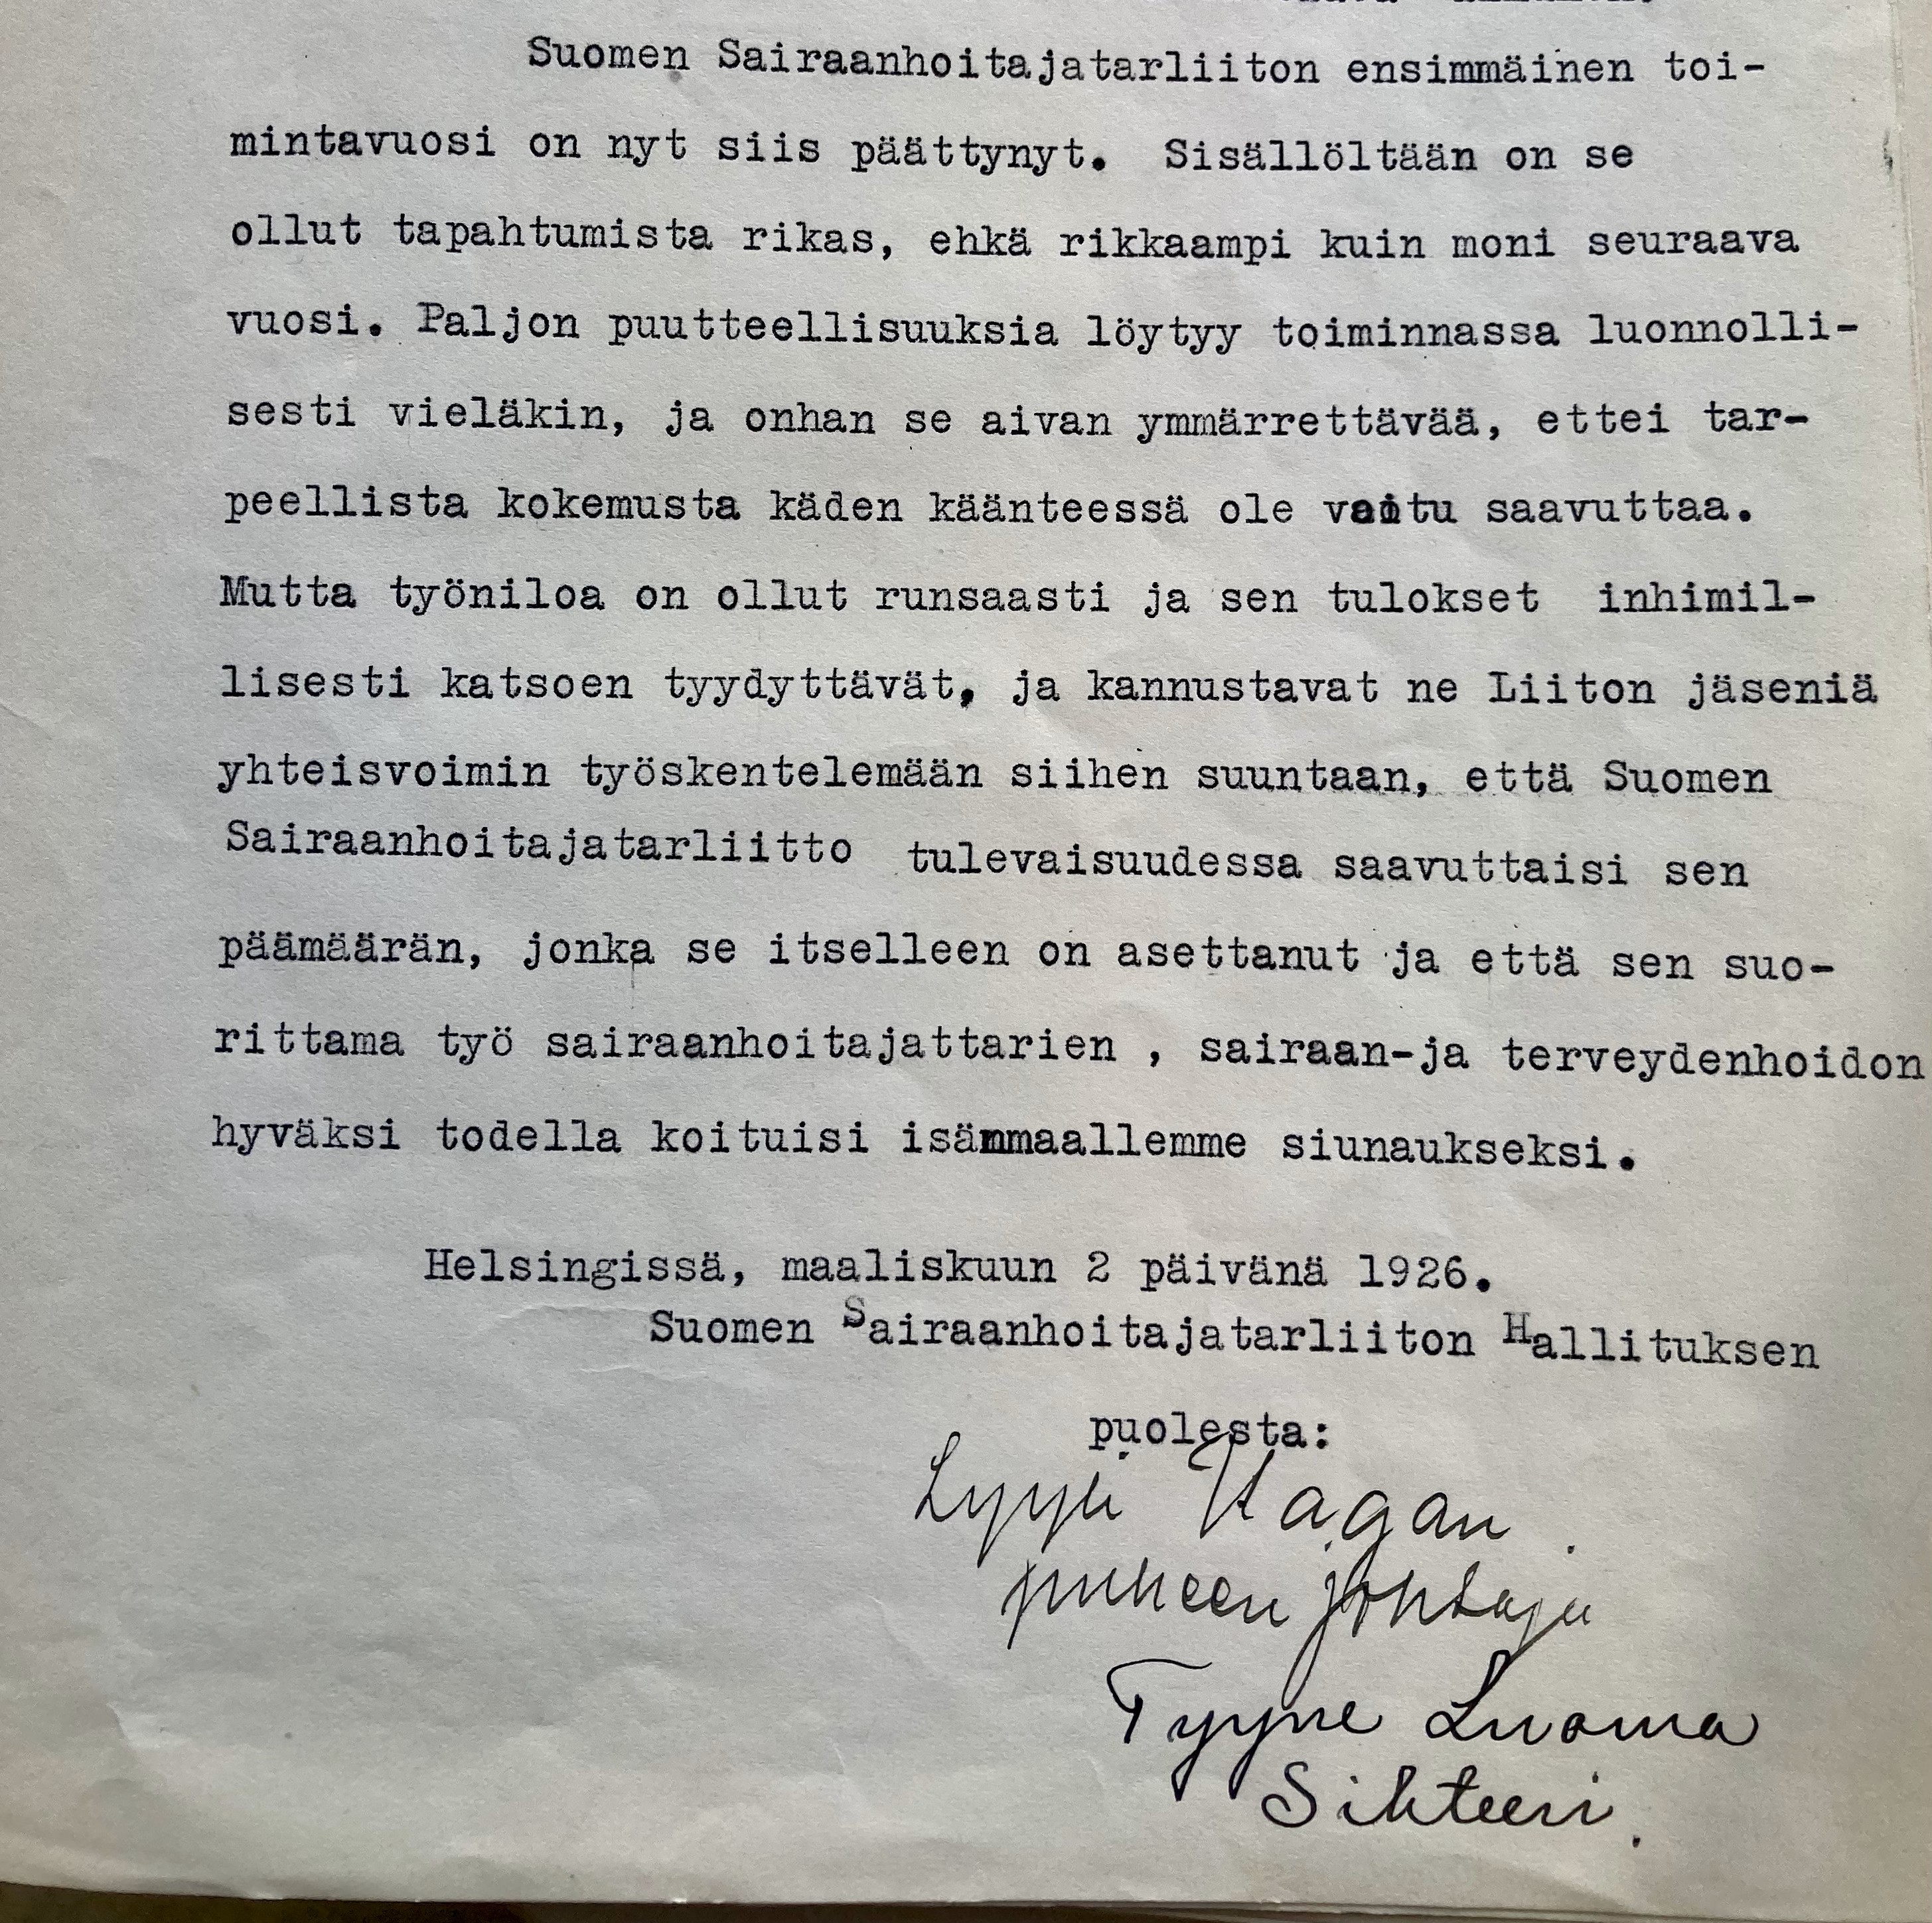 Suomen Sairaanhoitajatarliiton ensimmäinen toi-
mintavuosi on nyt siis päättynyt. Sisällöltään on se
ollut tapahtumista rikas, ehkä rikkaampi kuin moni seuraava
vuosi. Paljon puutteellisuuksia löytyy toiminnassa luonnolli-
sesti vieläkin, ja onhan se aivan ymmärrettävää, ettei tar-
peellista kokemusta käden käänteessä ole voitu saavuttaa.
Mutta työniloa on ollut runsaasti ja sen tulokset inhimil-
lisesti katsoen tyydyttävät, ja kannustavat ne Liiton jäseniä
yhteisvoimin työskentelemään siihen suuntaan, että Suomen
Sairaanhoitajatarliitto tulevaisuudessa saavuttaisi sen
päämäärän, jonka se itselleen on asettanut ja että sen suo-
rittama työ sairaanhoitajattarien , sairaan-ja terveydenhoidon
hyväksi todella koituisi isänmaallemme siunaukseksi.
Helsingissä, maaliskuun 2 päivänä 1926.
Suomen Sairaanhoitajatarliiton Hallituksen
puolesta:
Lyyli Hagan.
puheenjohtaja
Tyyne Luoma
Sihteeri.